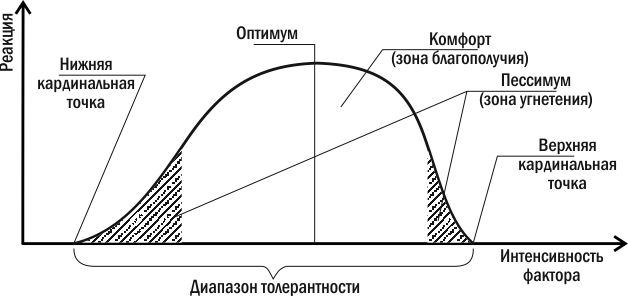 Реакция
Оптимум
Комфорт
(зона благополучия)
Нижняя
кардинальная
точка
Пессимум
(зона угнетения)
Верхняя
кардинальная
точка
Интенсивность
фактора
Диапазон толерантности